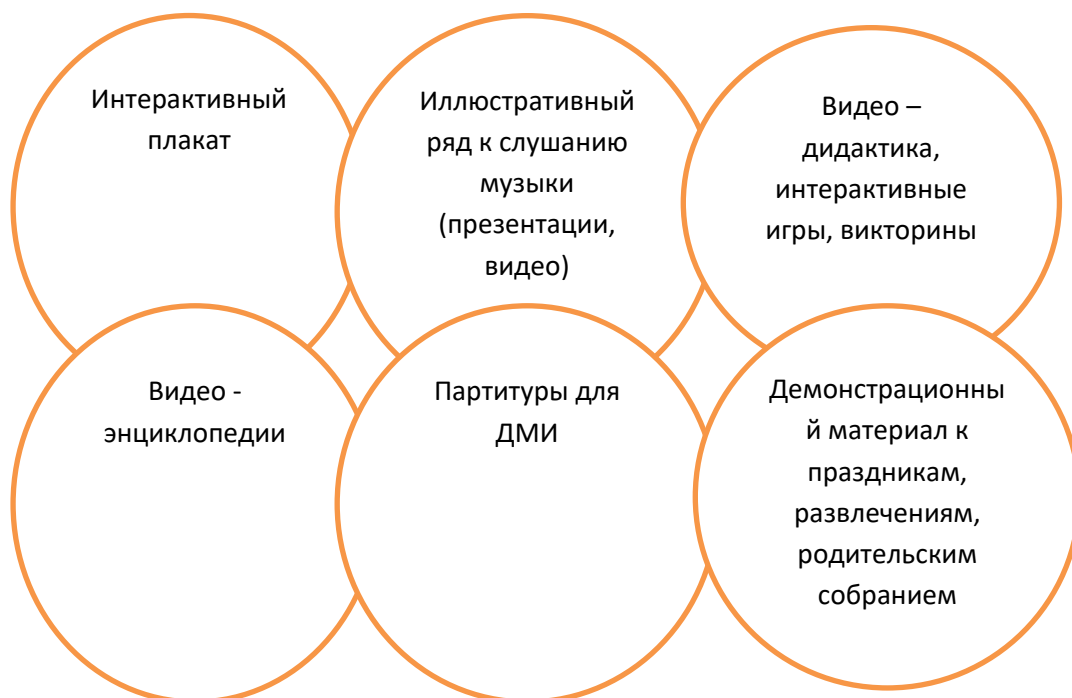 Интерактивный
плакат
Иллюстративный
ряд к слушанию
музыки
(презентации,
видео)
Видео –
дидактика,
интерактивные
игры, викторины
Видео -
энциклопедии
Партитуры для
ДМИ
Демонстрационны
й материал к
праздникам,
развлечениям,
родительским
собранием